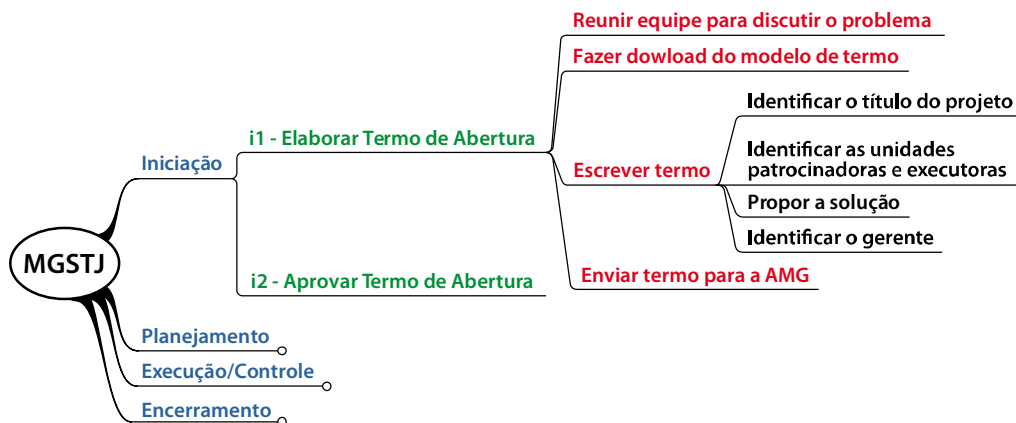 Reunir equipe para discutir o problema
Fazer dowload do modelo de termo
Identificar o título do projeto
i1 - Elaborar Termo de Abertura
Iniciação
Escrever termo
Identificar as unidades
patrocinadoras e executoras
Propor a solução
Identificar o gerente
MGSTJ
i2 - Aprovar Termo de Abertura
Enviar termo para a AMG
Planejamento
Execução/Controle
Encerramento